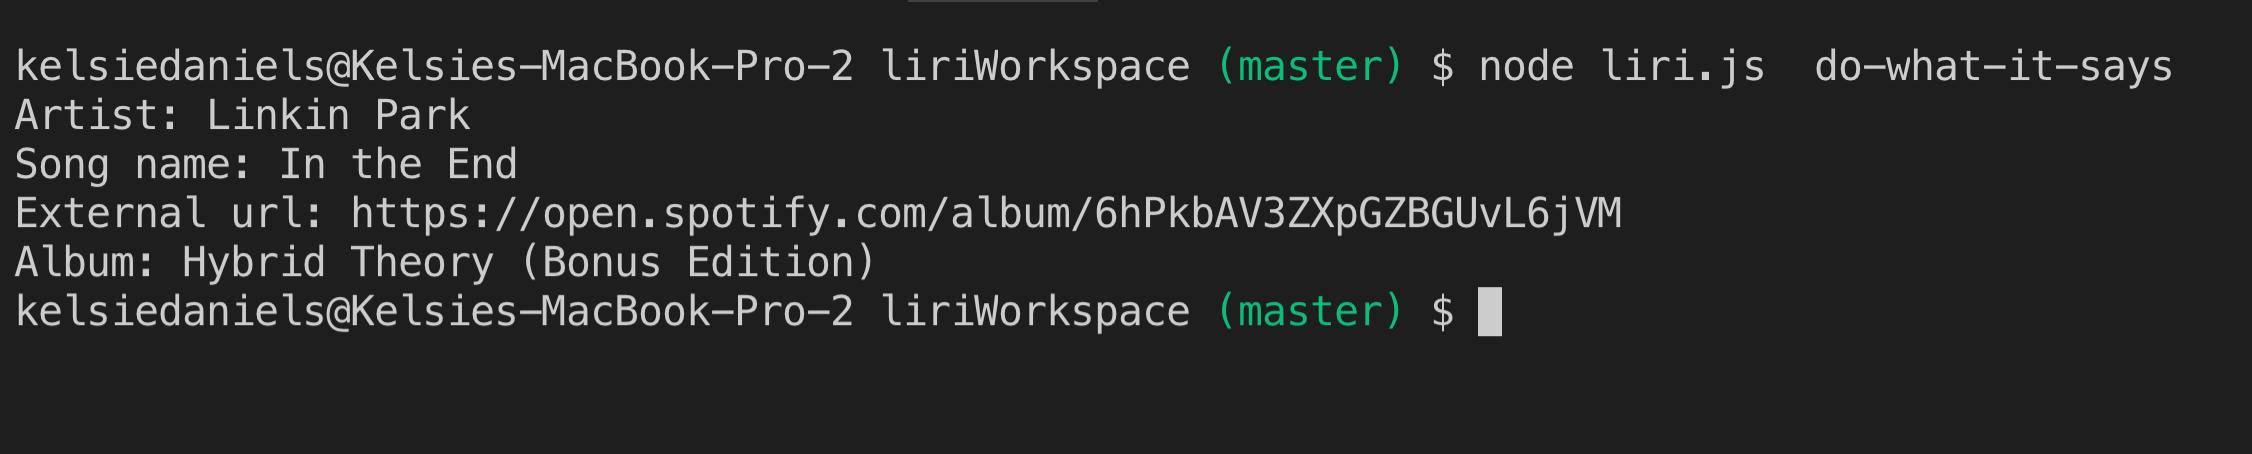 kelsiedaniels@Kelsies-MacBook-Pro-2 liriWorkspace (master) $ node liri.js  do-what-it-says
Artist: Linkin Park
Song name: In the End
External url: https://open.spotify.com/album/6hPkbAV3ZXpGZBGUvL6jVM
Album: Hybrid Theory (Bonus Edition)
kelsiedaniels@Kelsies-MacBook-Pro-2 liriWorkspace (master) $